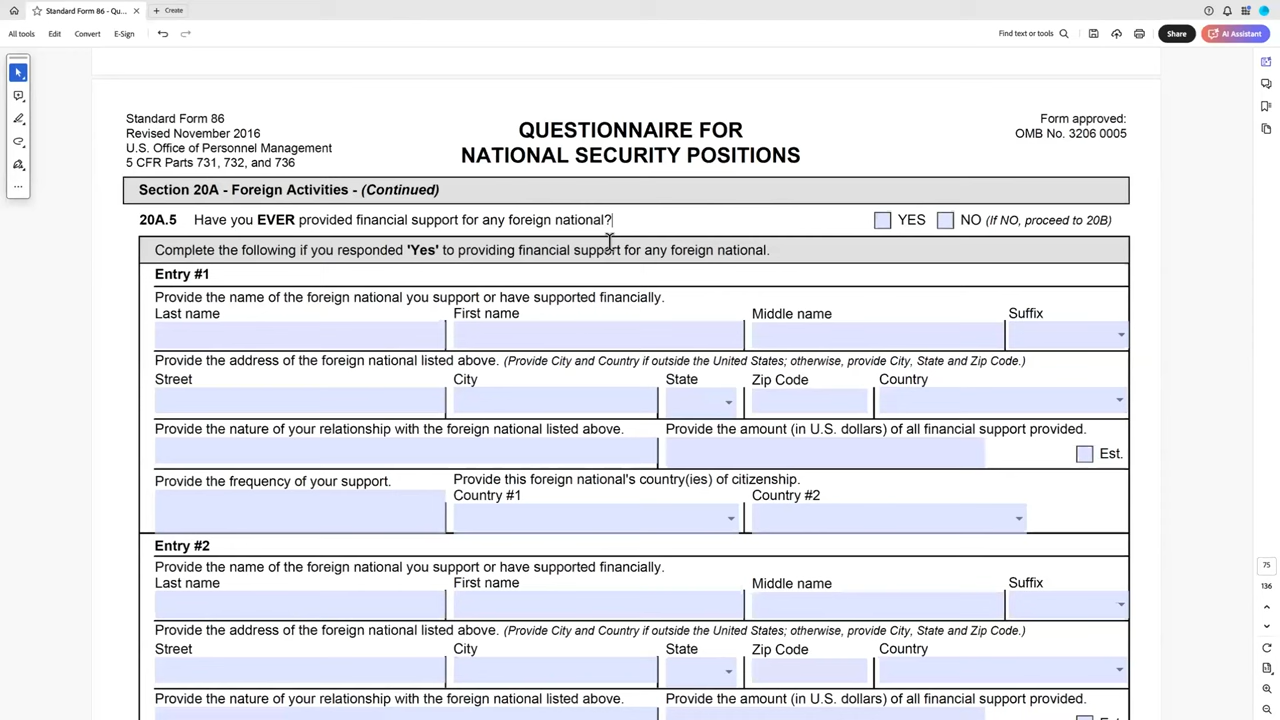 Standard Form 86 - Qu...
Create
All tools
Edit
Convert
E-Sign
Find text or tools
Share
AI Assistant
Standard Form 86
Revised November 2016
U.S. Office of Personnel Management
5 CFR Parts 731, 732, and 736
QUESTIONNAIRE FOR
NATIONAL SECURITY POSITIONS
Form approved:
OMB No. 3206 0005
Section 20A - Foreign Activities - (Continued)
20A.5 Have you EVER provided financial support for any foreign national? YES NO (If NO, proceed to 20B)
Complete the following if you responded 'Yes' to providing financial support for any foreign national.
Entry #1
Provide the name of the foreign national you support or have supported financially.
Last name First name Middle name Suffix
Provide the address of the foreign national listed above. (Provide City and Country if outside the United States; otherwise, provide City, State and Zip Code.)
Street City State Zip Code Country
Provide the nature of your relationship with the foreign national listed above. Provide the amount (in U.S. dollars) of all financial support provided.
Est.
Provide the frequency of your support. Provide this foreign national's country(ies) of citizenship.
Country #1 Country #2
Entry #2
Provide the name of the foreign national you support or have supported financially.
Last name First name Middle name Suffix
Provide the address of the foreign national listed above. (Provide City and Country if outside the United States; otherwise, provide City, State and Zip Code.)
Street City State Zip Code Country
Provide the nature of your relationship with the foreign national listed above. Provide the amount (in U.S. dollars) of all financial support provided.
Est.
75
136